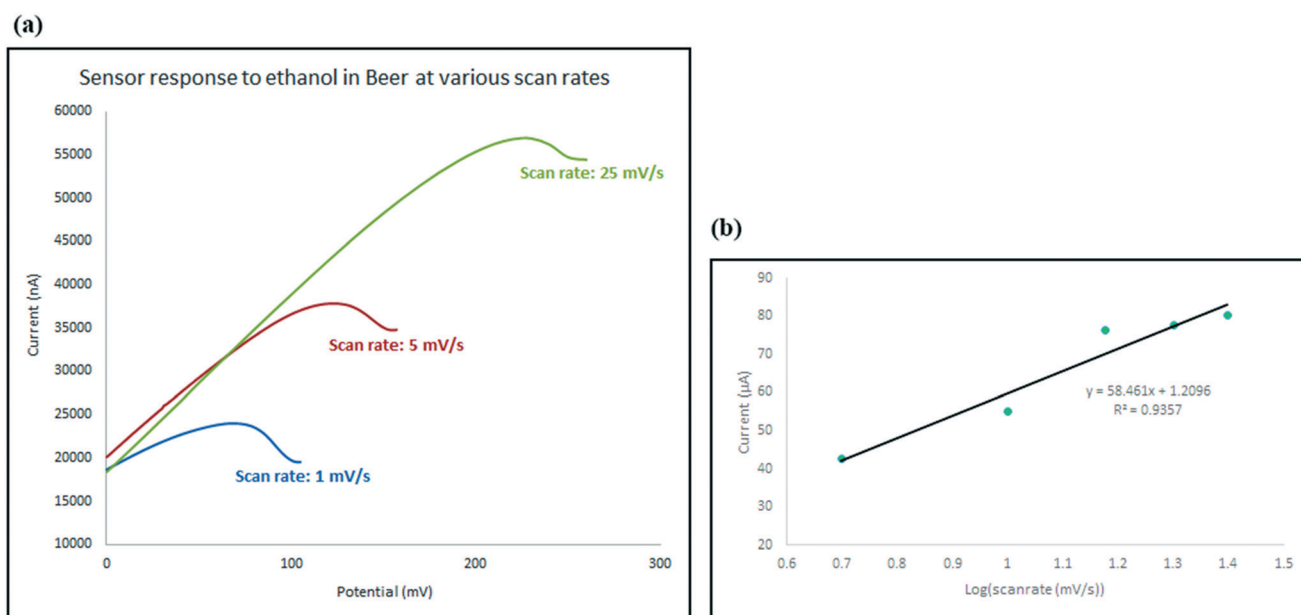 (a)
Sensor response to ethanol in Beer at various scan rates
60000
55000
50000
45000
40000
35000
30000
25000
20000
15000
10000
Current (nA)
Scan rate: 25 mV/s
Scan rate: 5 mV/s
Scan rate: 1 mV/s
0 100 200 300
Potential (mV)
(b)
90
80
70
60
50
40
30
20
Current (μA)
y = 58.461x + 1.2096
R² = 0.9357
0.6 0.7 0.8 0.9 1 1.1 1.2 1.3 1.4 1.5
Log(scanrate (mV/s))